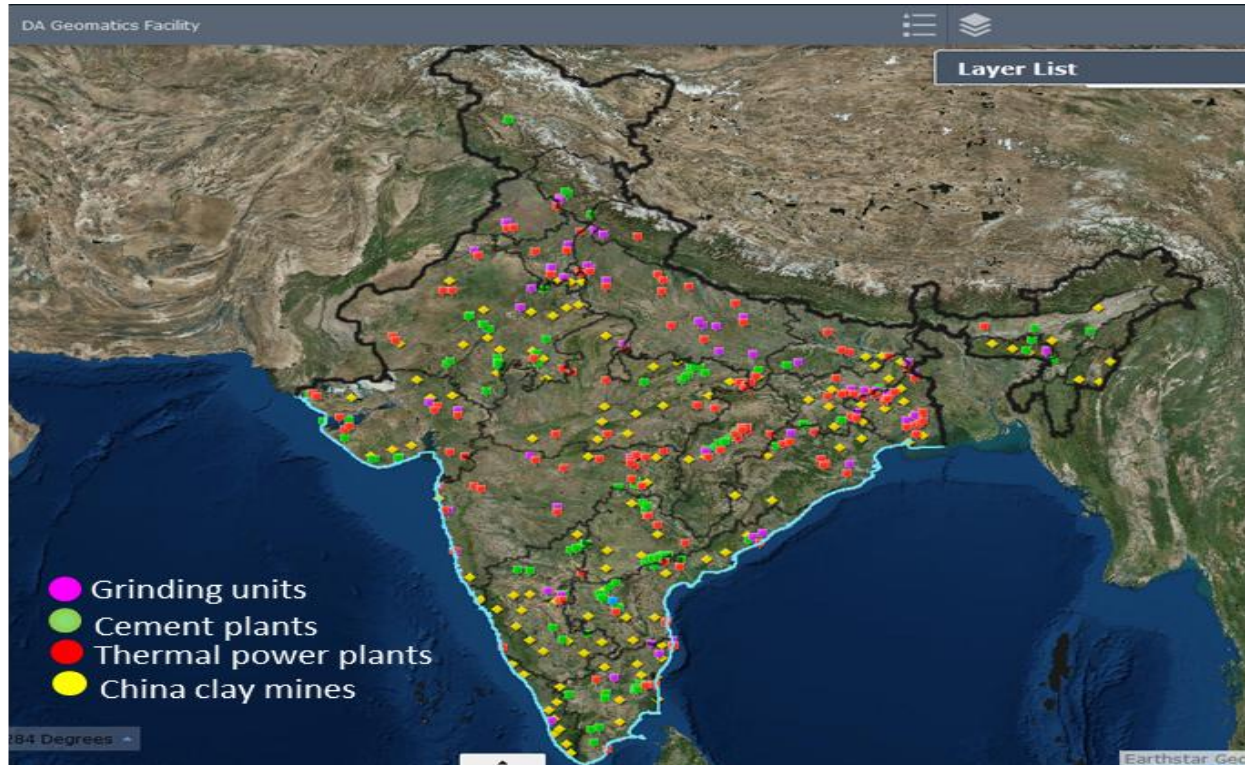 DA Geomatics Facility
Layer List
Grinding units
Cement plants
Thermal power plants
China clay mines
284 Degrees
Earthstar Geo